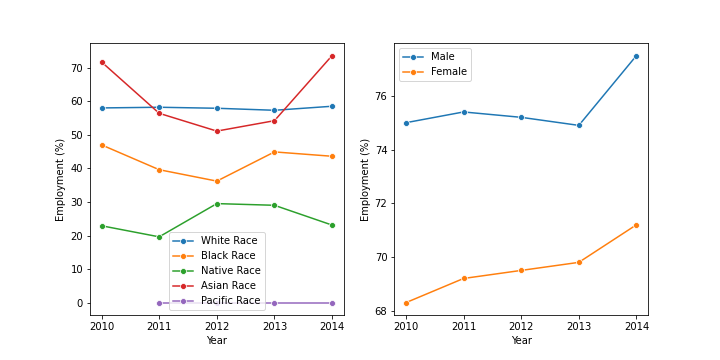 Employment (%)
70
60
50
40
30
20
10
0
White Race
Black Race
Native Race
Asian Race
Pacific Race
2010 2011 2012 2013 2014
Year
Employment (%)
76
74
72
70
68
Male
Female
2010 2011 2012 2013 2014
Year